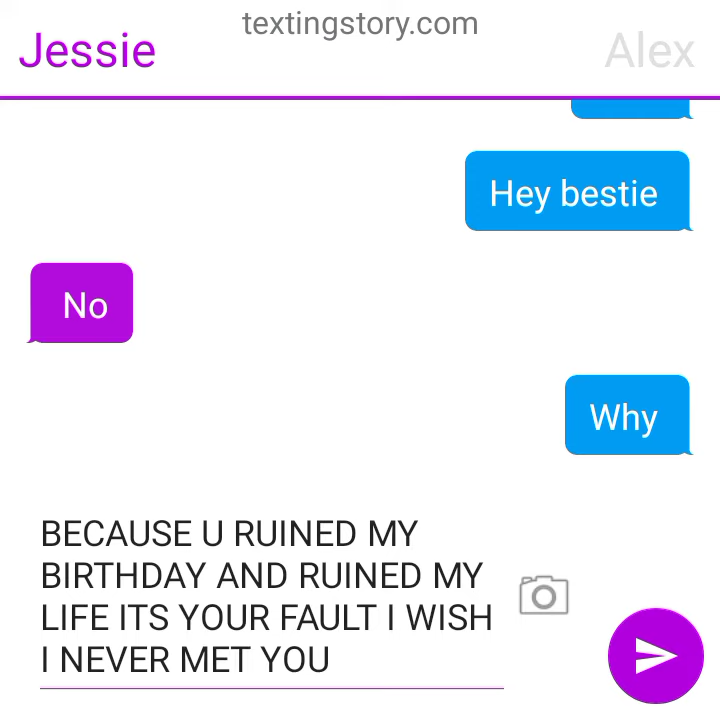 textingstory.com
Jessie
Alex
Hey bestie
No
Why
BECAUSE U RUINED MY
BIRTHDAY AND RUINED MY
LIFE ITS YOUR FAULT I WISH
I NEVER MET YOU